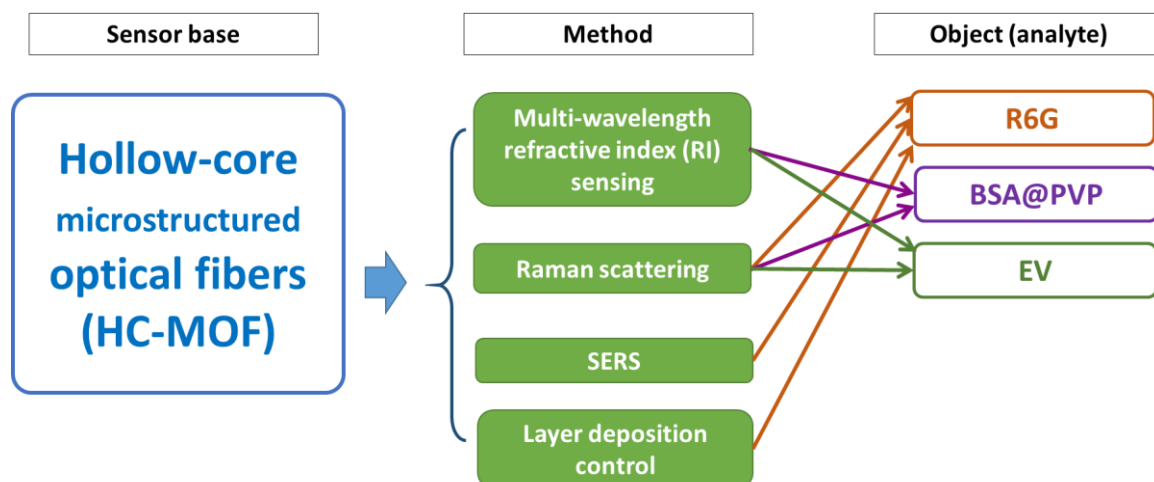 Sensor base
Method
Object (analyte)
Hollow-core
microstructured
optical fibers
(HC-MOF)
Multi-wavelength
refractive index (RI)
sensing
Raman scattering
SERS
Layer deposition
control
R6G
BSA@PVP
EV